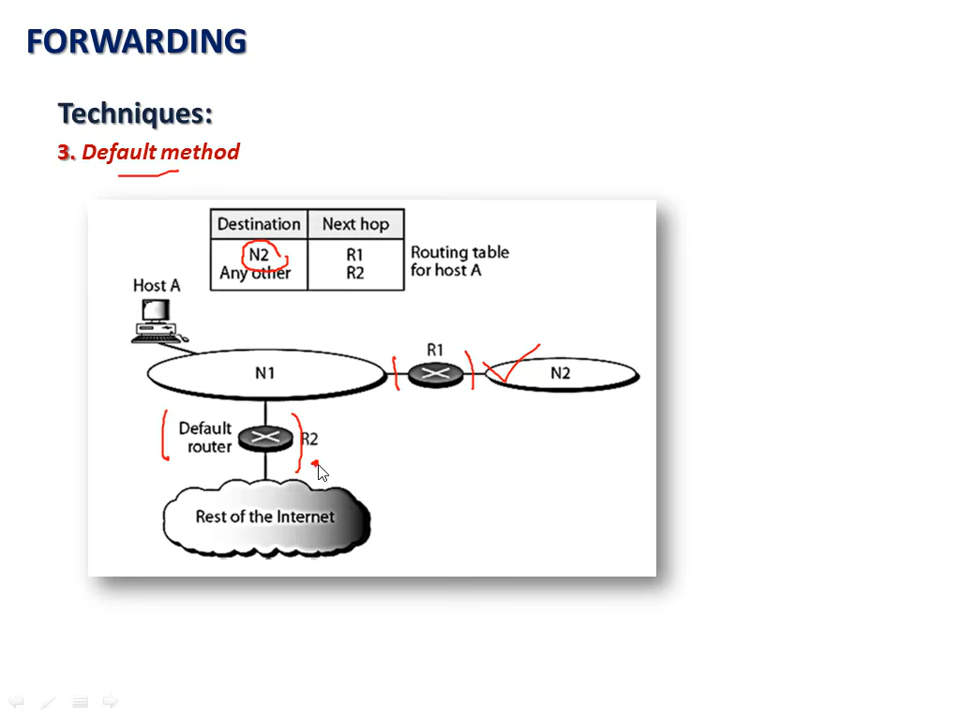 FORWARDING
Techniques:
3. Default method
Destination Next hop
N2 R1
Any other R2
Routing table
for host A
Host A
R1
N1
N2
Default
router
R2
Rest of the Internet